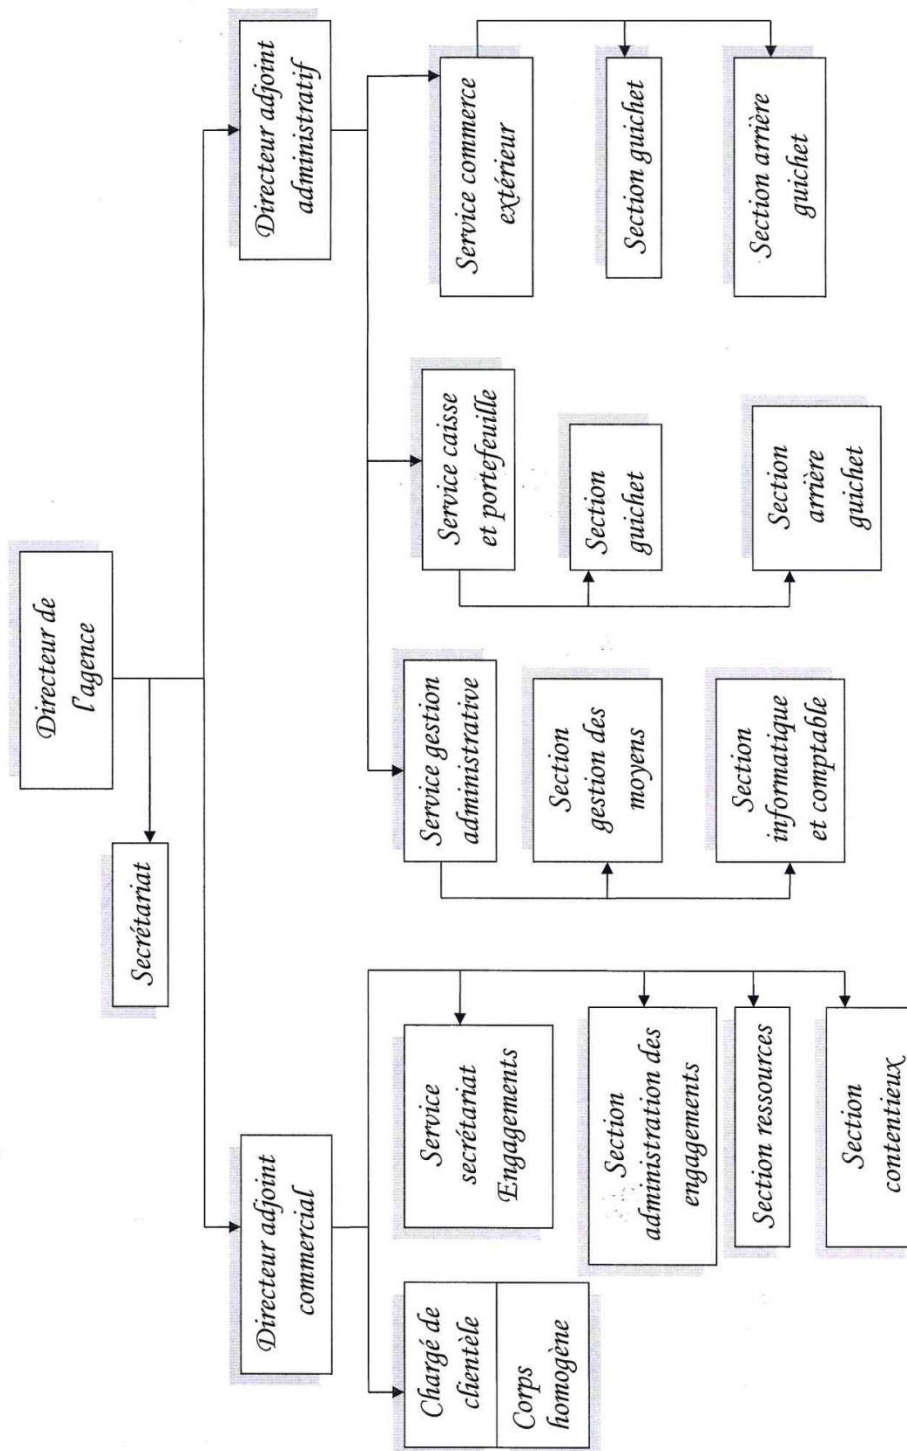 Directeur de
l'agence
Secrétariat
Directeur adjoint
commercial
Directeur adjoint
administratif
Chargé de
clientèle
Corps
homogène
Service
secrétariat
Engagements
Section
administration des
engagements
Section ressources
Section
contentieux
Service gestion
administrative
Section
gestion des
moyens
Section
informatique
et comptable
Service caisse
et portefeuille
Section
guichet
Section
arrière
guichet
Service commerce
extérieur
Section guichet
Section arrière
guichet